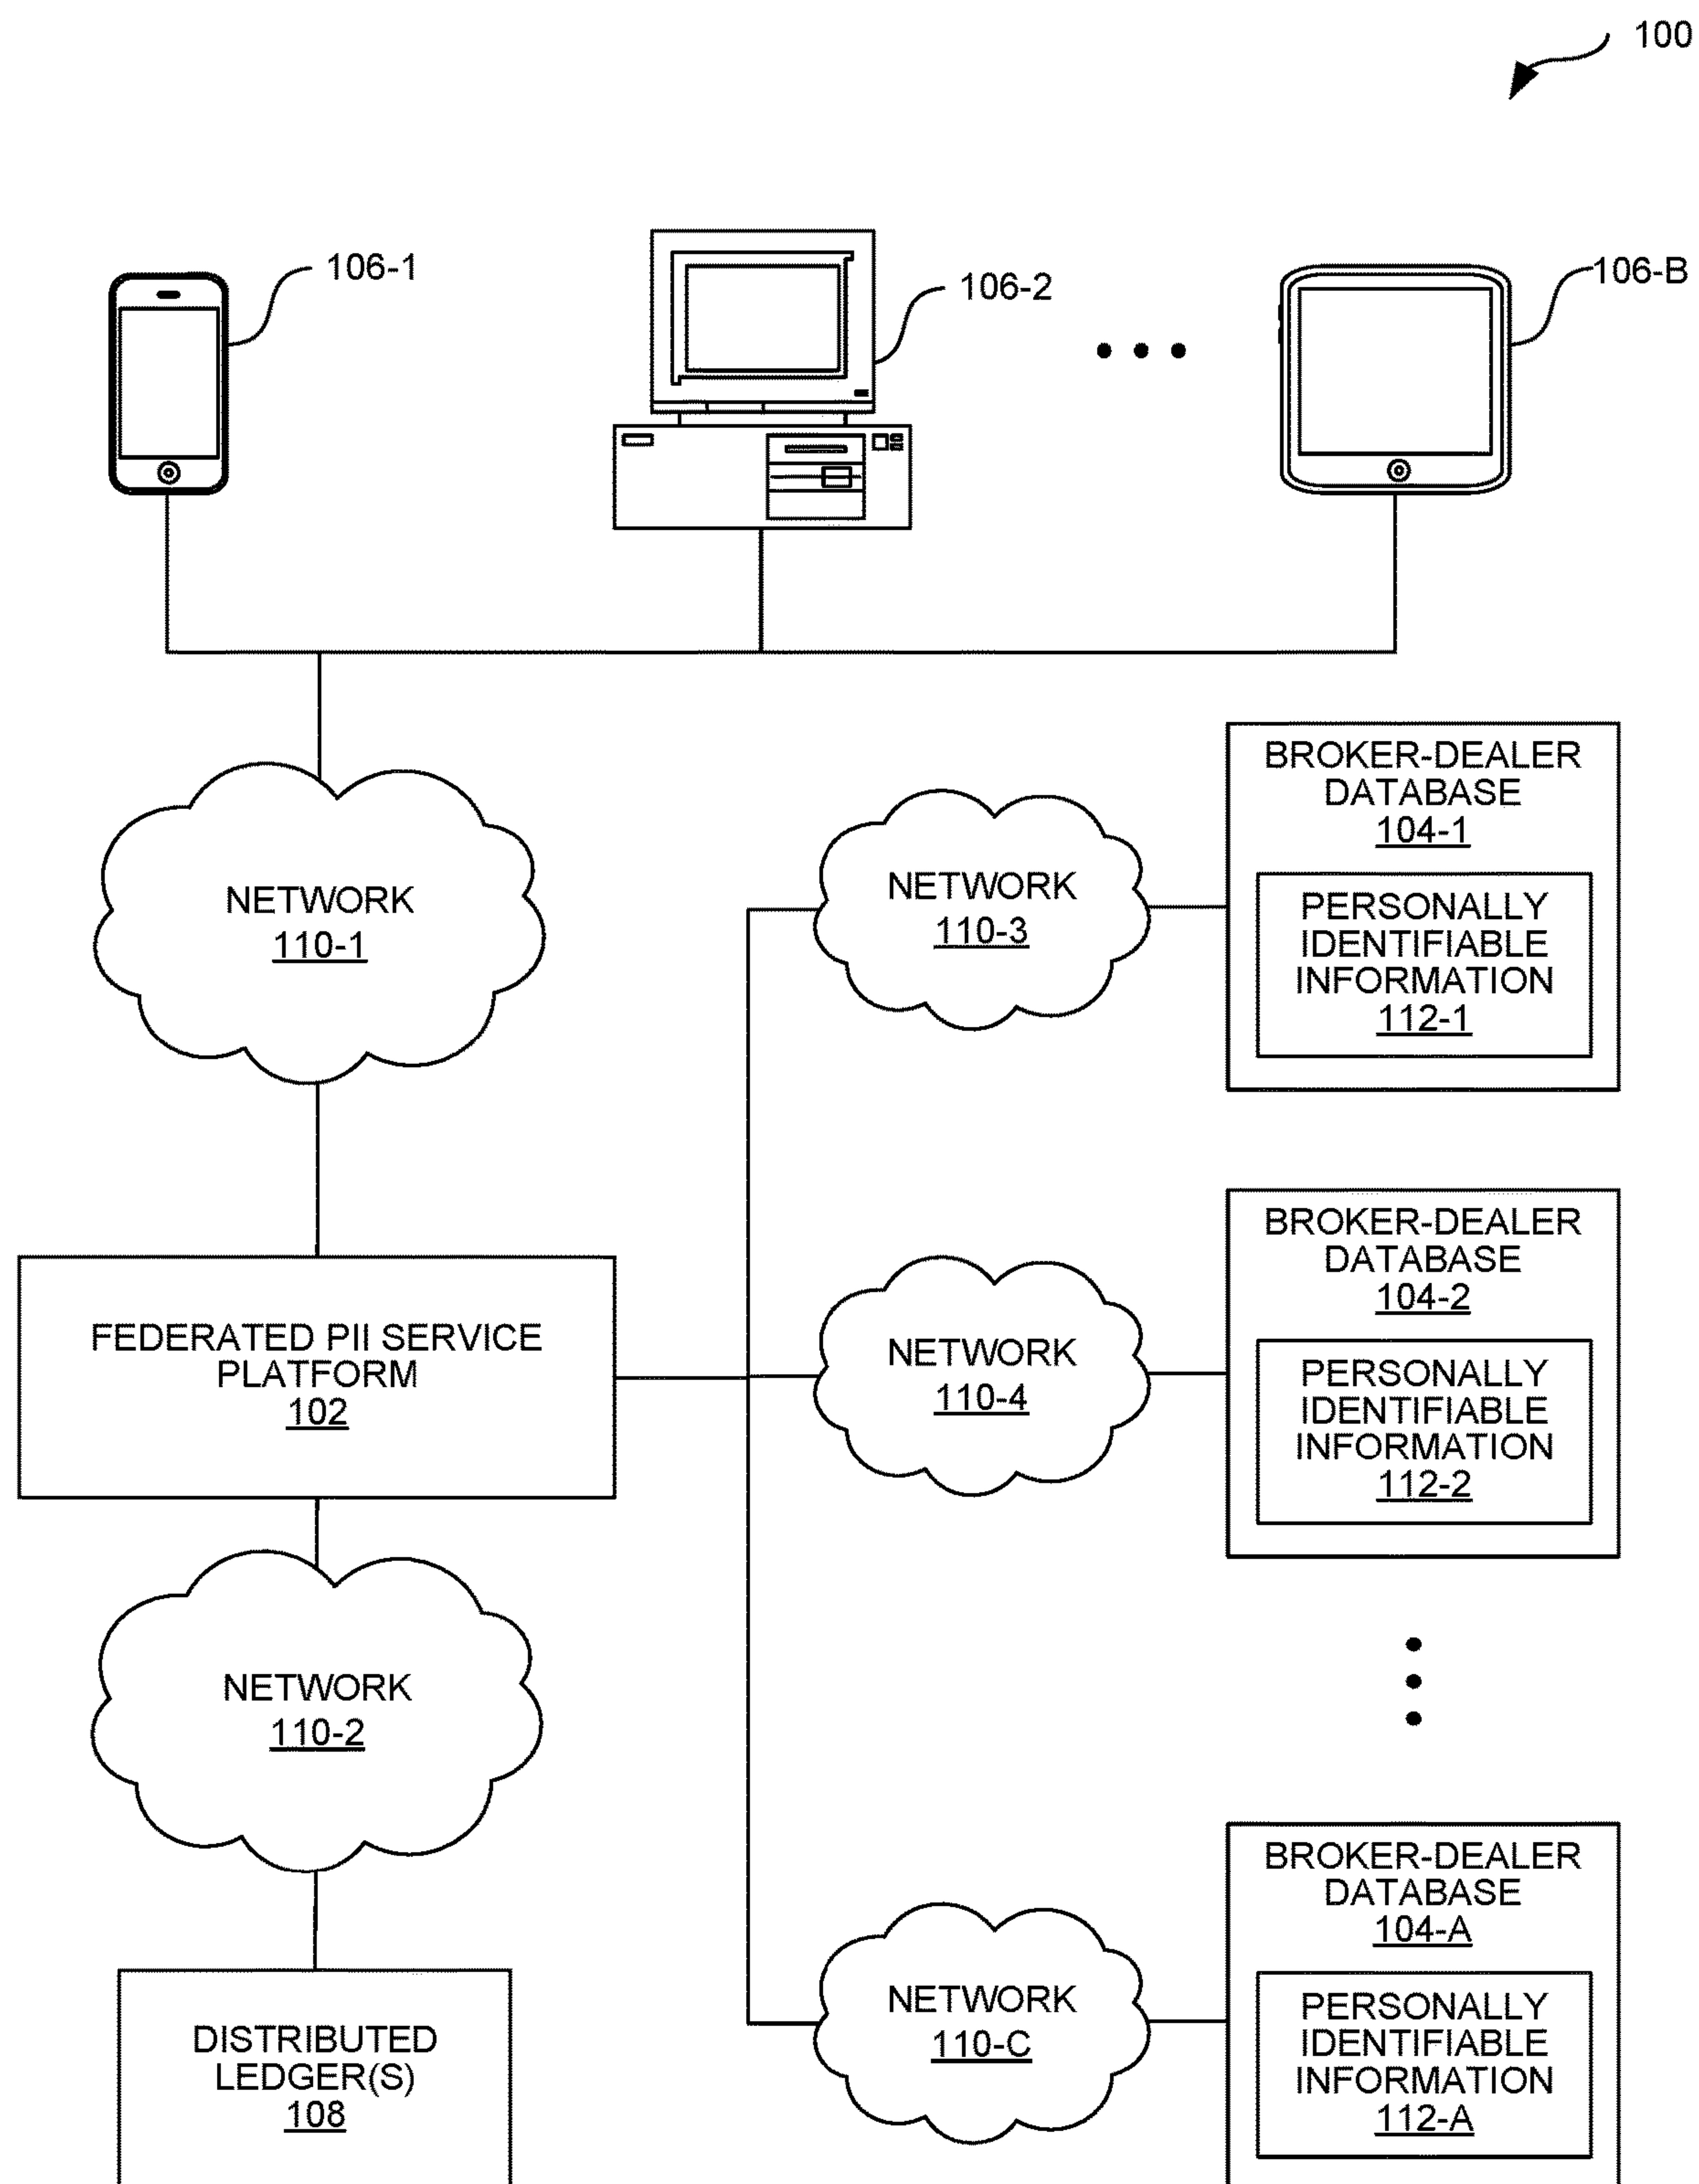 100
106-1
106-2
106-B
BROKER-DEALER
DATABASE
104-1
PERSONALLY
IDENTIFIABLE
INFORMATION
112-1
NETWORK
110-1
NETWORK
110-3
BROKER-DEALER
DATABASE
104-2
PERSONALLY
IDENTIFIABLE
INFORMATION
112-2
FEDERATED PII SERVICE
PLATFORM
102
NETWORK
110-4
NETWORK
110-2
BROKER-DEALER
DATABASE
104-A
PERSONALLY
IDENTIFIABLE
INFORMATION
112-A
NETWORK
110-C
DISTRIBUTED
LEDGER(S)
108